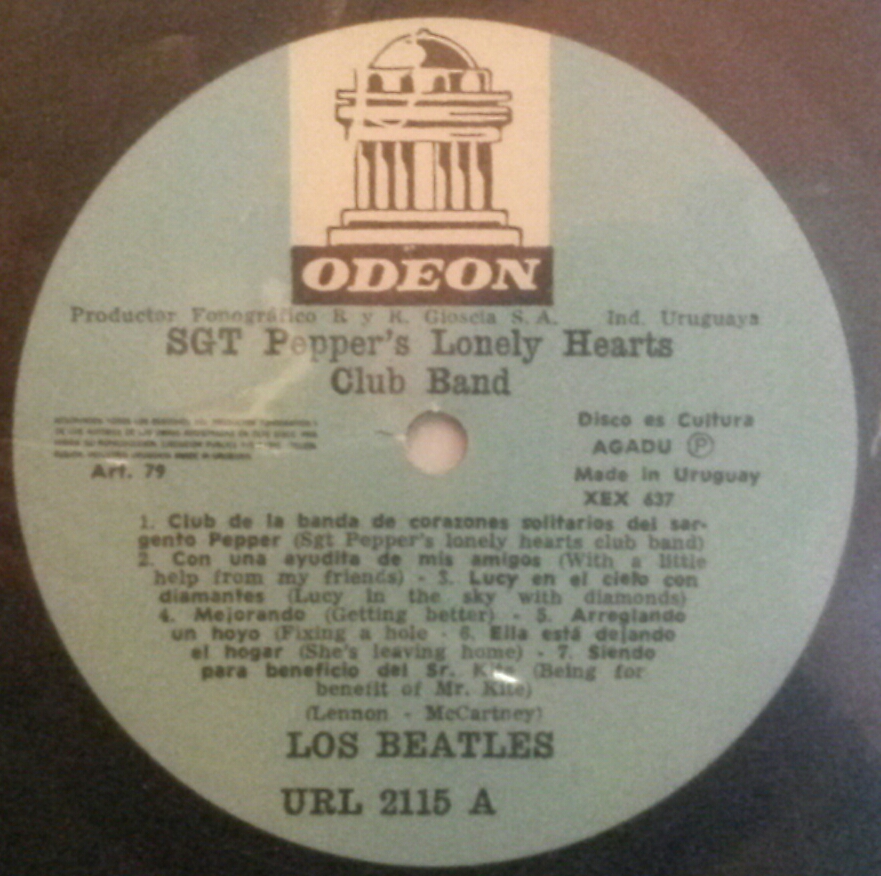 ODEON
Productor Fonográfico R y R. Gioscia S.A. Ind. Uruguaya
SGT Pepper's Lonely Hearts
Club Band
Art. 79
Disco es Cultura
AGADU Ⓟ
Made in Uruguay
XEX 637
1. Club de la banda de corazones solitarios del sar-
gento Pepper (Sgt Pepper's lonely hearts club band)
2. Con una ayudita de mis amigos (With a little
help from my friends) - 3. Lucy en el cielo con
diamantes (Lucy in the sky with diamonds)
4. Mejorando (Getting better) - 5. Arreglando
un hoyo (Fixing a hole - 6. Ella está dejando
el hogar (She's leaving home) - 7. Siendo
para beneficio del Sr. Kite (Being for
benefit of Mr. Kite)
(Lennon - McCartney)
LOS BEATLES
URL 2115 A